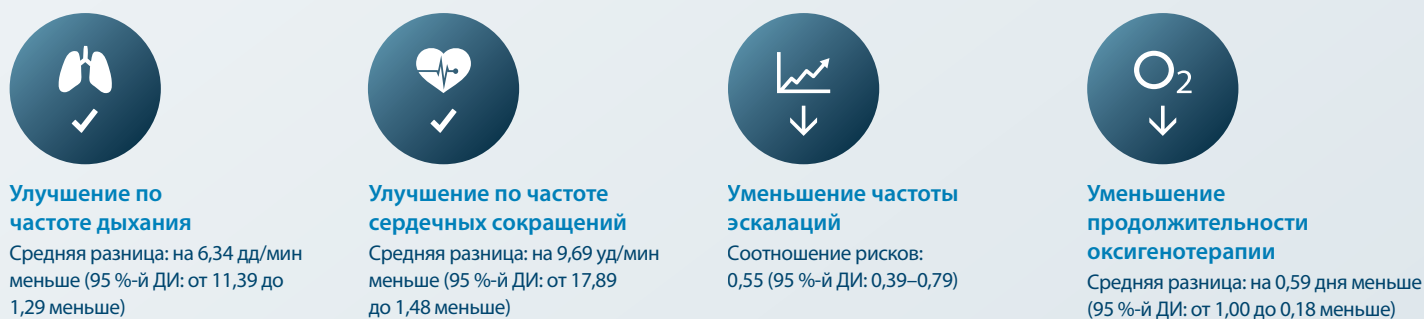 Улучшение по
частоте дыхания
Средняя разница: на 6,34 дд/мин
меньше (95 %-й ДИ: от 11,39 до
1,29 меньше)
Улучшение по частоте
сердечных сокращений
Средняя разница: на 9,69 уд/мин
меньше (95 %-й ДИ: от 17,89
до 1,48 меньше)
Уменьшение частоты
эскалаций
Соотношение рисков:
0,55 (95 %-й ДИ: 0,39–0,79)
O₂
Уменьшение
продолжительности
оксигенотерапии
Средняя разница: на 0,59 дня меньше
(95 %-й ДИ: от 1,00 до 0,18 меньше)